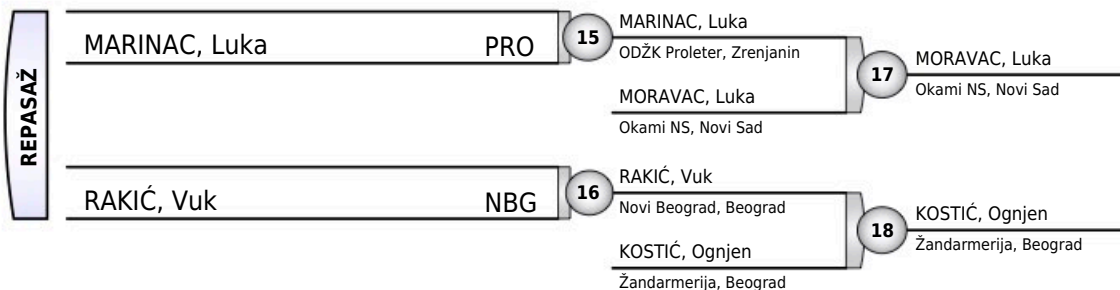 REPASAŽ
MARINAC, Luka PRO
15
MARINAC, Luka
ODŽK Proleter, Zrenjanin
MORAVAC, Luka
Okami NS, Novi Sad
17
MORAVAC, Luka
Okami NS, Novi Sad
RAKIĆ, Vuk NBG
16
RAKIĆ, Vuk
Novi Beograd, Beograd
KOSTIĆ, Ognjen
Žandarmerija, Beograd
18
KOSTIĆ, Ognjen
Žandarmerija, Beograd